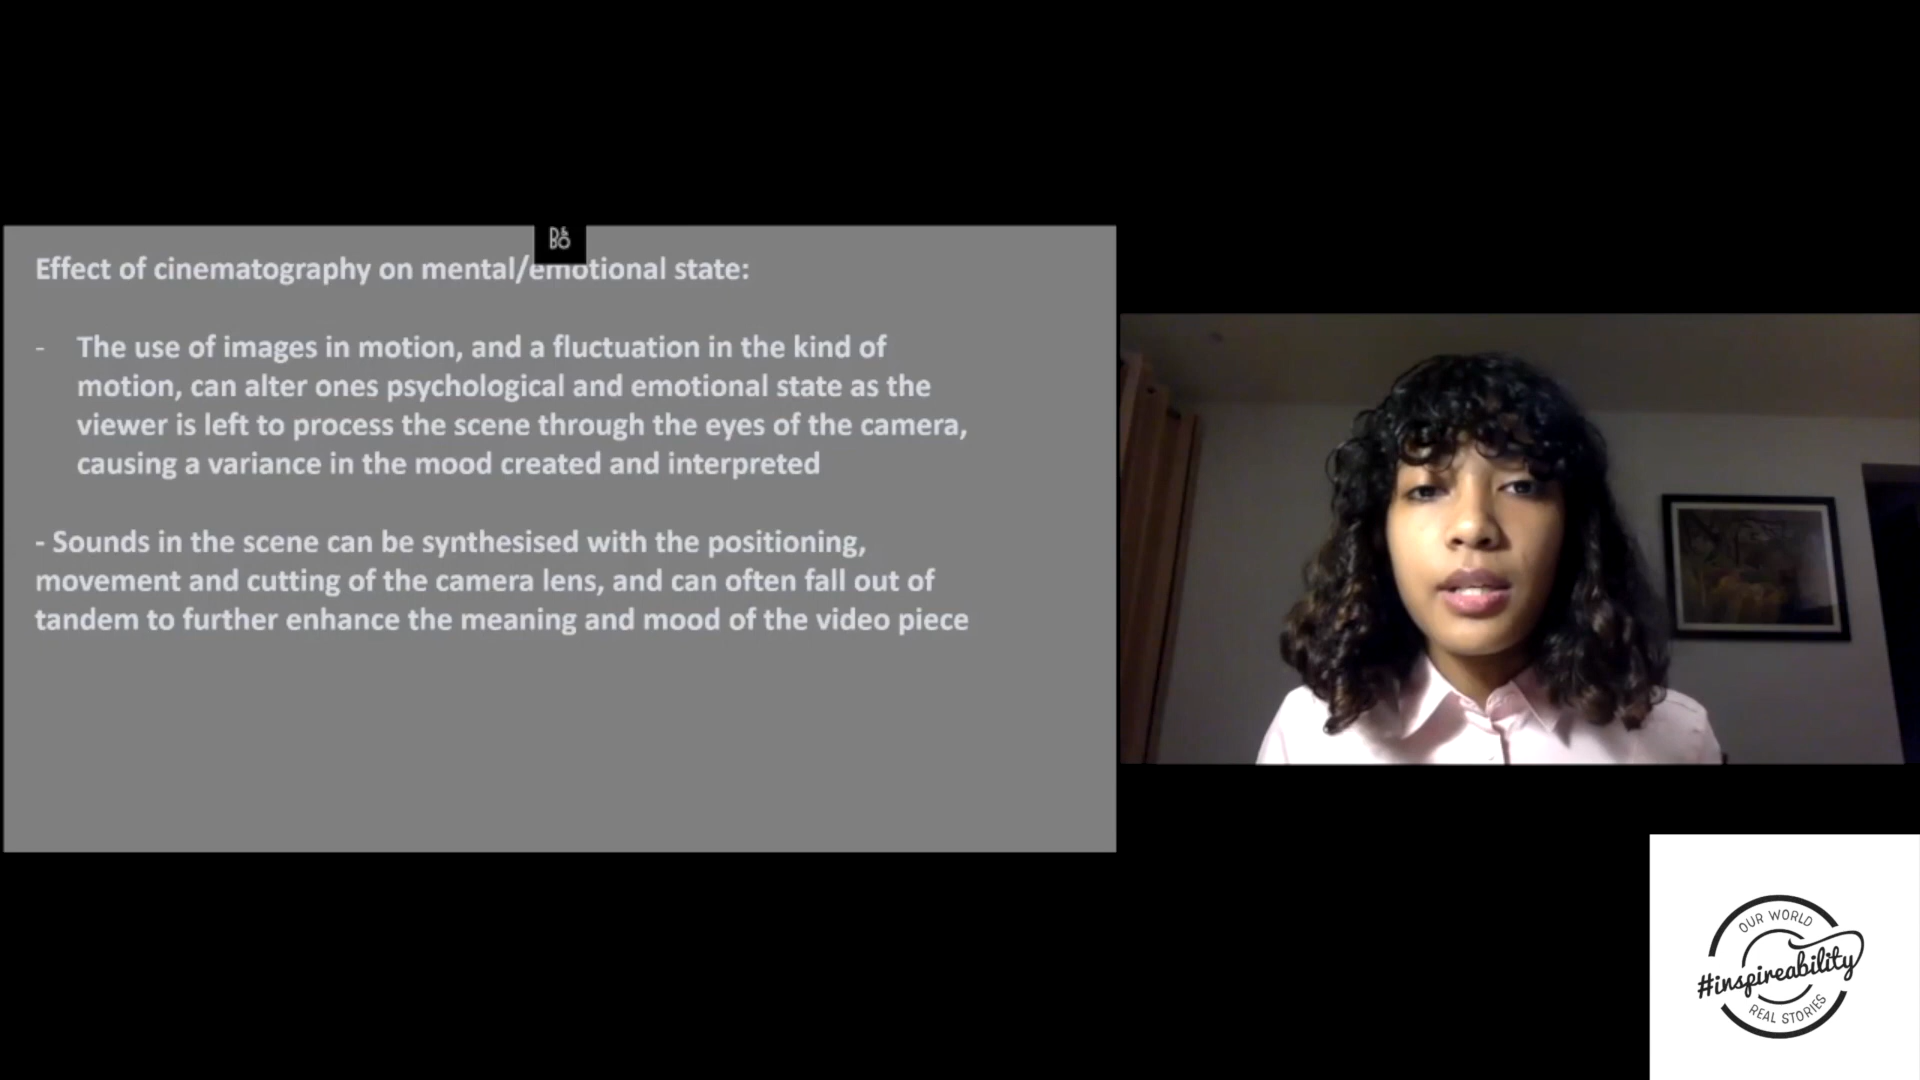 D&
BO
Effect of cinematography on mental/emotional state:
- The use of images in motion, and a fluctuation in the kind of
motion, can alter ones psychological and emotional state as the
viewer is left to process the scene through the eyes of the camera,
causing a variance in the mood created and interpreted
- Sounds in the scene can be synthesised with the positioning,
movement and cutting of the camera lens, and can often fall out of
tandem to further enhance the meaning and mood of the video piece
OUR WORLD
#inspireability
REAL STORIES